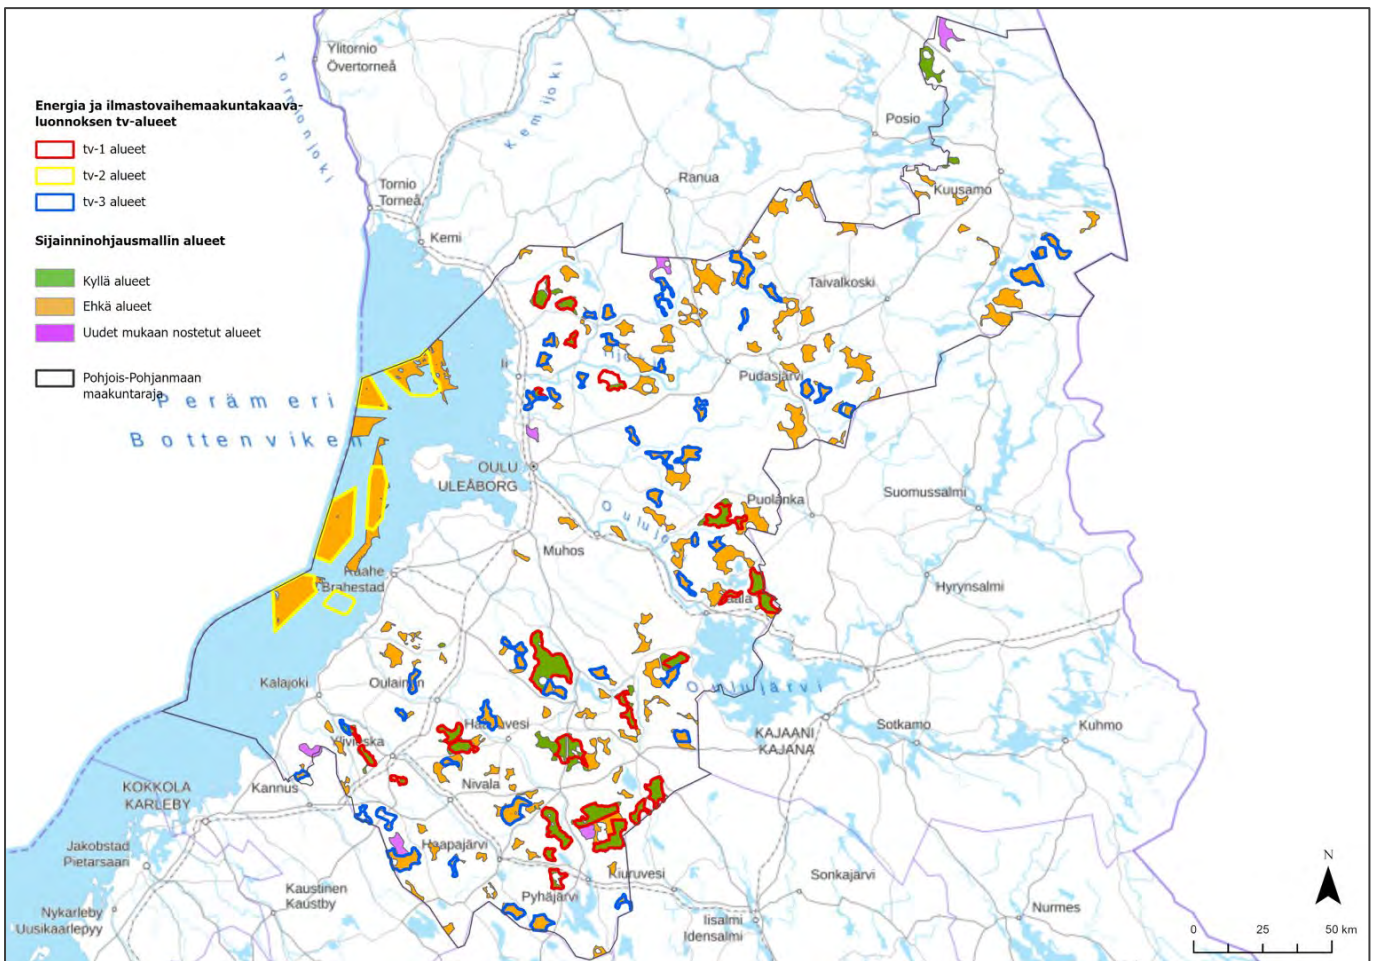 Energia ja ilmastovaihemaakuntakaava-
luonnoksen tv-alueet
tv-1 alueet
tv-2 alueet
tv-3 alueet
Sijainninohjausmallin alueet
Kyllä alueet
Ehkä alueet
Uudet mukaan nostetut alueet
Pohjois-Pohjanmaan
maakuntaraja
Ylitornio
Övertorneå
Tornionjoki
Kemijoki
Posio
Ranua
Kuusamo
Tornio
Torneå
Kemi
Taivalkoski
Ii
Pudasjärvi
Perämeri
Bottenviken
OULU
ULEÅBORG
Puolanka
Suomussalmi
Muhos
Raahe
Brahestad
Hyrynsalmi
Kalajoki
Oulainen
Oulujärvi
KAJAANI
KAJANA
Sotkamo
Kuhmo
Ylivieska
Haapavesi
KOKKOLA
KARLEBY
Kannus
Nivala
Jakobstad
Pietarsaari
Haapajärvi
Kaustinen
Kaustby
Pyhäjärvi
Kiuruvesi
Sonkajärvi
Nykarleby
Uusikaarlepyy
Iisalmi
Idensalmi
Nurmes
N
0 25 50 km